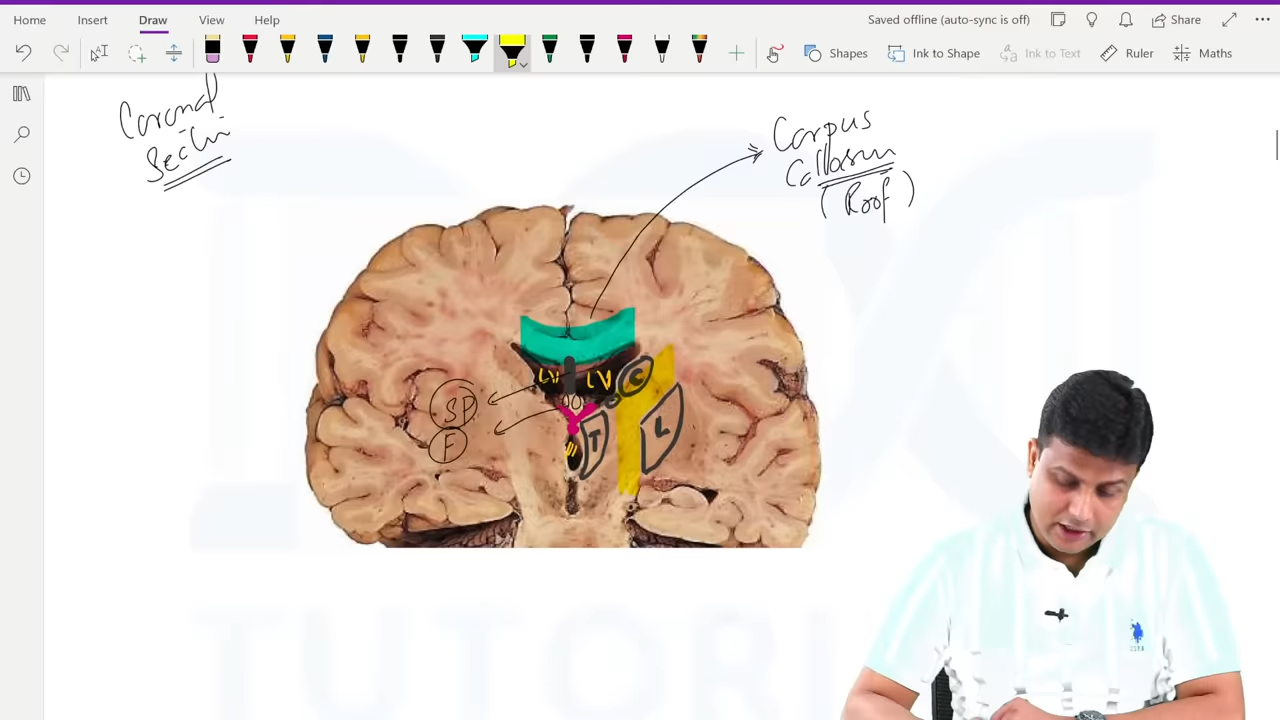 Home Insert Draw View Help Saved offline (auto-sync is off) Share
Shapes Ink to Shape Ink to Text Ruler Maths
Coronal
Section
Corpus
Callosum
(Roof)
LV LV C
SP
F
T L
TUTOR